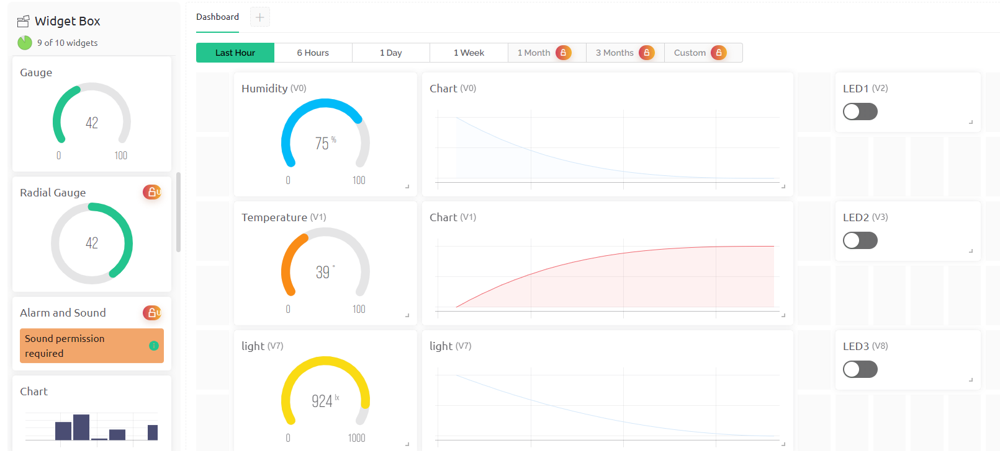 Widget Box
9 of 10 widgets
Gauge
42
0 100
Radial Gauge
42
Alarm and Sound
Sound permission
required
Chart
Dashboard
Last Hour 6 Hours 1 Day 1 Week 1 Month 3 Months Custom
Humidity (V0)
75 %
0 100
Chart (V0)
LED1 (V2)
Temperature (V1)
39 °
0 100
Chart (V1)
LED2 (V3)
light (V7)
924 lx
0 1000
light (V7)
LED3 (V8)